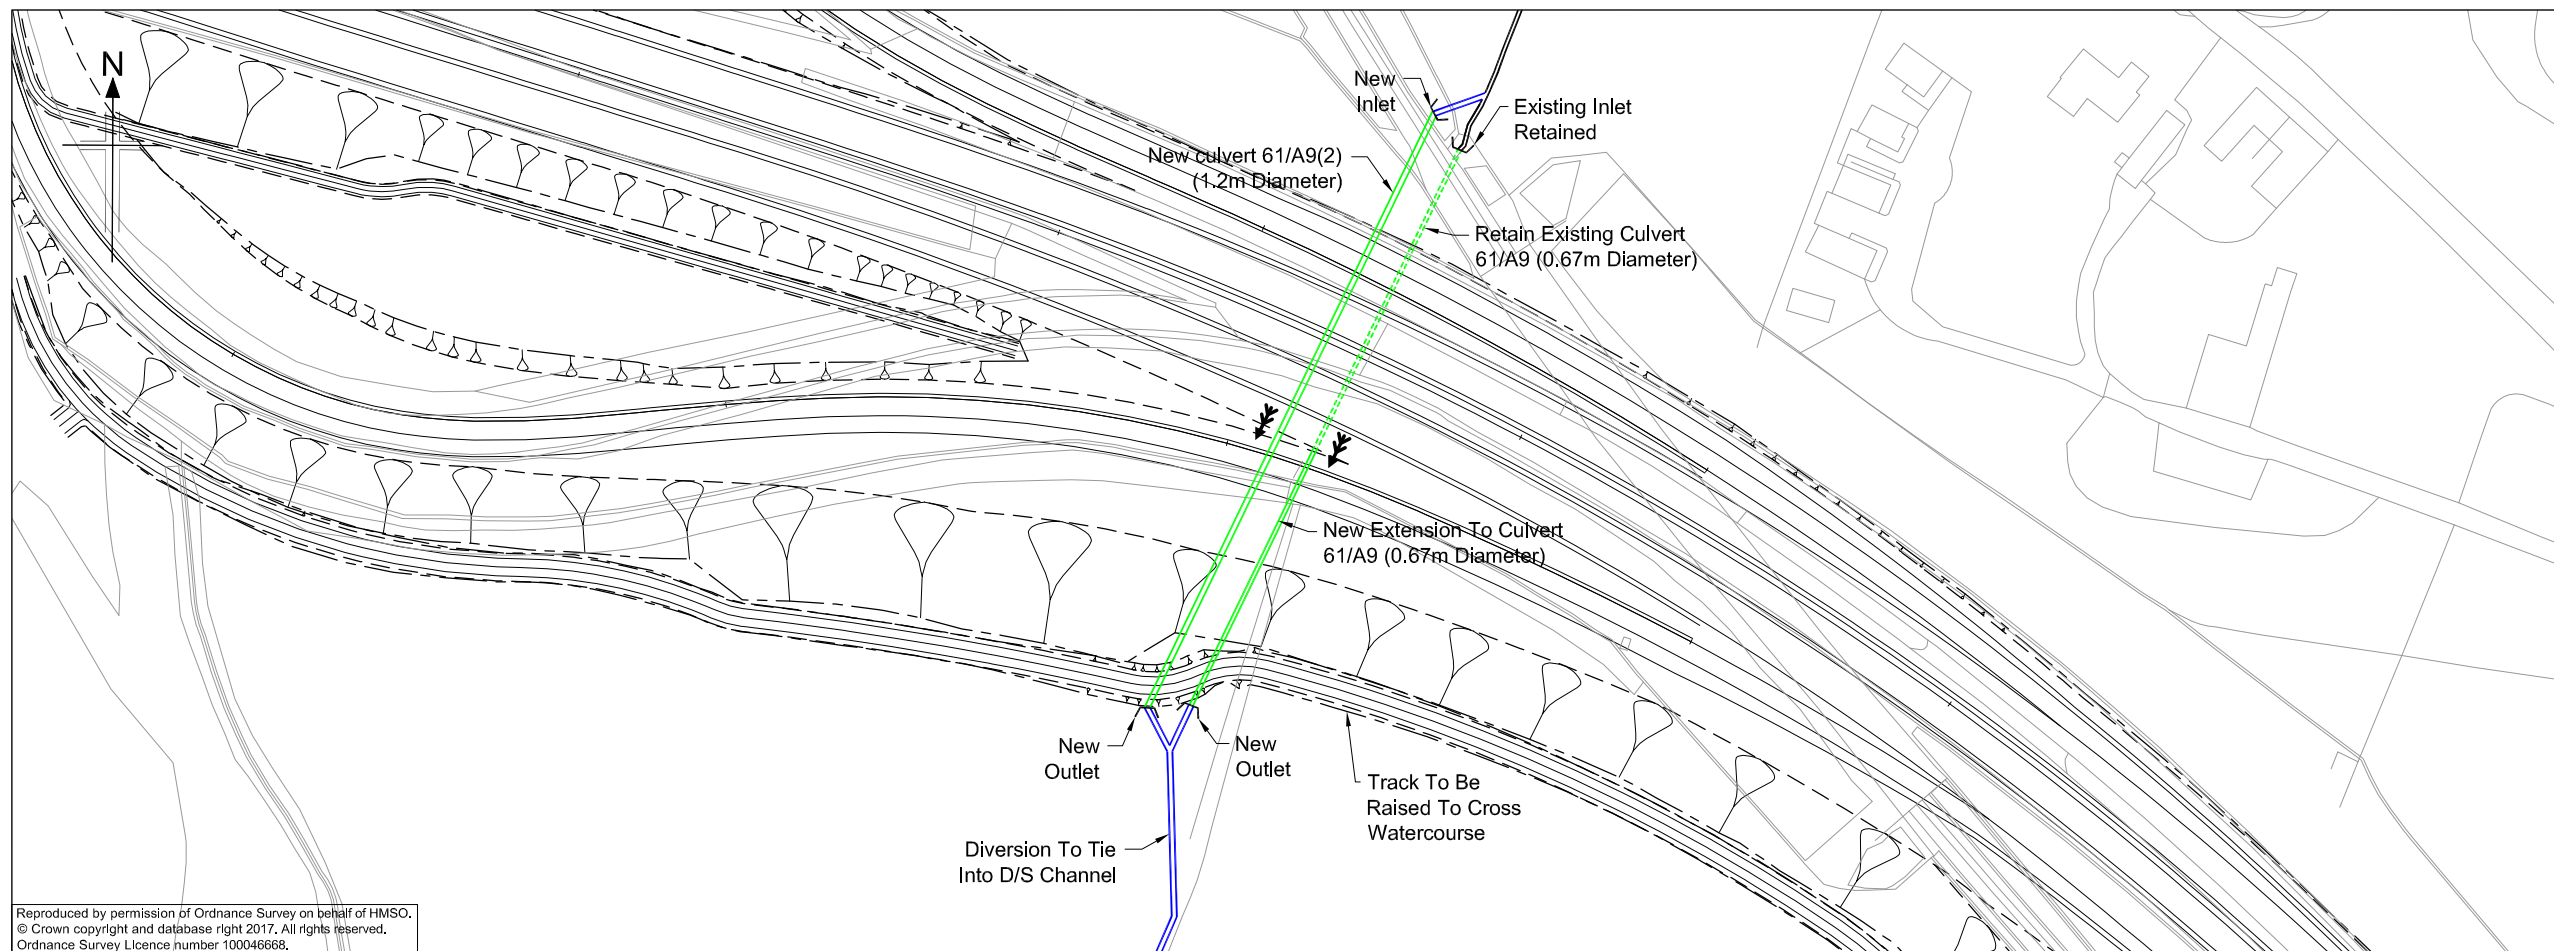 N
New
Inlet
Existing Inlet
Retained
New culvert 61/A9(2)
(1.2m Diameter)
Retain Existing Culvert
61/A9 (0.67m Diameter)
New Extension To Culvert
61/A9 (0.67m Diameter)
New
Outlet
New
Outlet
Track To Be
Raised To Cross
Watercourse
Diversion To Tie
Into D/S Channel
Reproduced by permission of Ordnance Survey on behalf of HMSO.
© Crown copyright and database right 2017. All rights reserved.
Ordnance Survey Licence number 100046668.